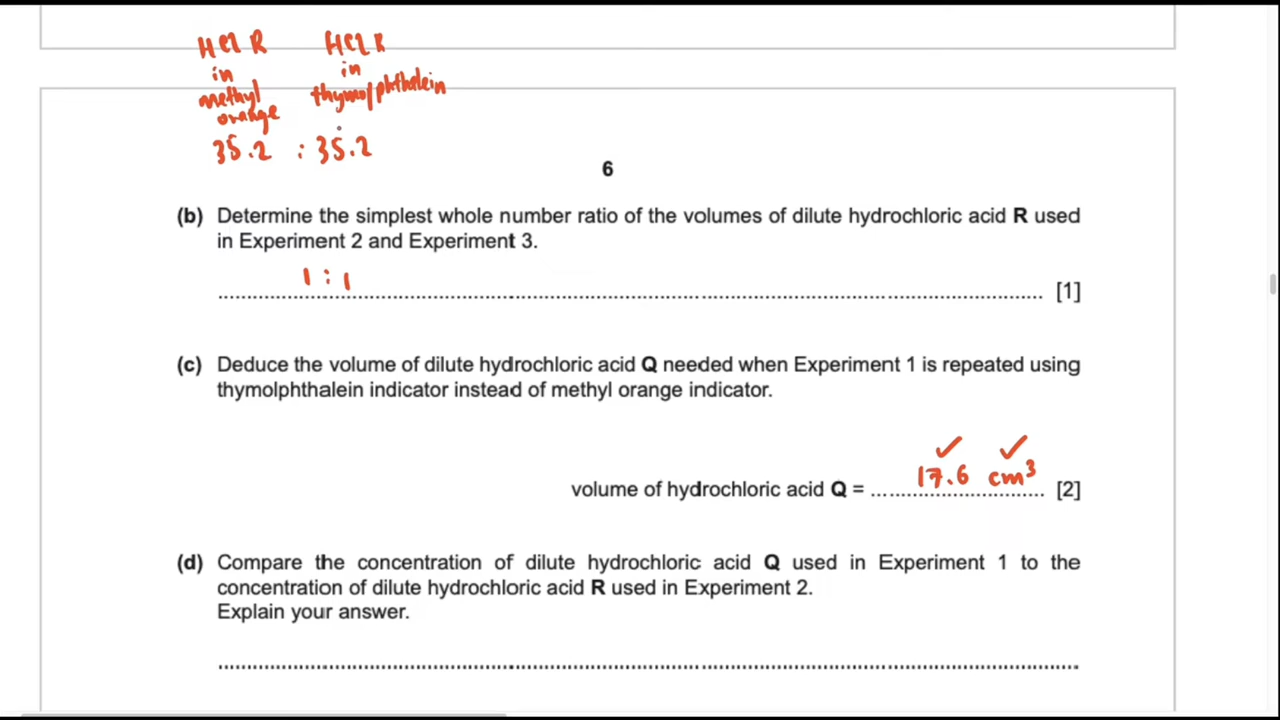 HCl R HCl R
in in
methyl thymolphthalein
orange
35.2 : 35.2
6
(b) Determine the simplest whole number ratio of the volumes of dilute hydrochloric acid R used
in Experiment 2 and Experiment 3.
1 : 1
[1]
(c) Deduce the volume of dilute hydrochloric acid Q needed when Experiment 1 is repeated using
thymolphthalein indicator instead of methyl orange indicator.
volume of hydrochloric acid Q = 17.6 cm³ [2]
(d) Compare the concentration of dilute hydrochloric acid Q used in Experiment 1 to the
concentration of dilute hydrochloric acid R used in Experiment 2.
Explain your answer.